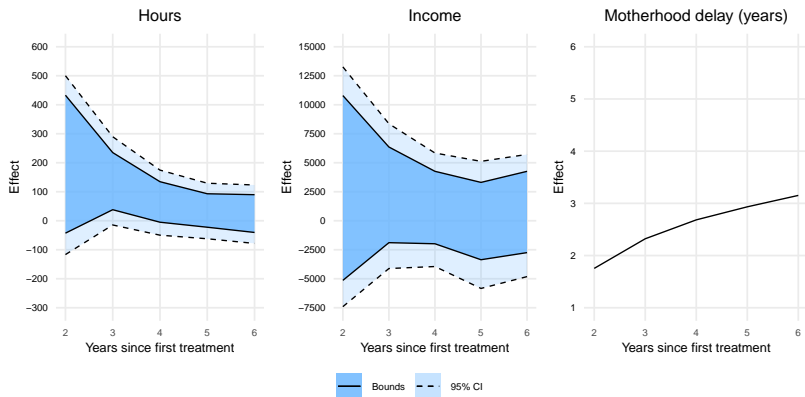 Hours
600
500
400
300
200
100
0
−100
−200
−300
Effect
2 3 4 5 6
Years since first treatment
Income
15000
12500
10000
7500
5000
2500
0
−2500
−5000
−7500
Effect
2 3 4 5 6
Years since first treatment
Motherhood delay (years)
6
5
4
3
2
1
Effect
2 3 4 5 6
Years since first treatment
Bounds 95% CI